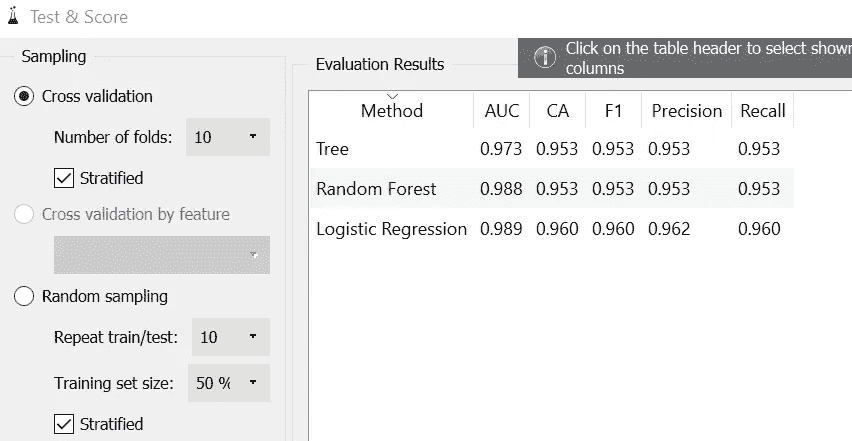 Test & Score
Sampling
Cross validation
Number of folds: 10
Stratified
Cross validation by feature
Random sampling
Repeat train/test: 10
Training set size: 50 %
Stratified
Evaluation Results
Click on the table header to select shown
columns
Method AUC CA F1 Precision Recall
Tree 0.973 0.953 0.953 0.953 0.953
Random Forest 0.988 0.953 0.953 0.953 0.953
Logistic Regression 0.989 0.960 0.960 0.962 0.960